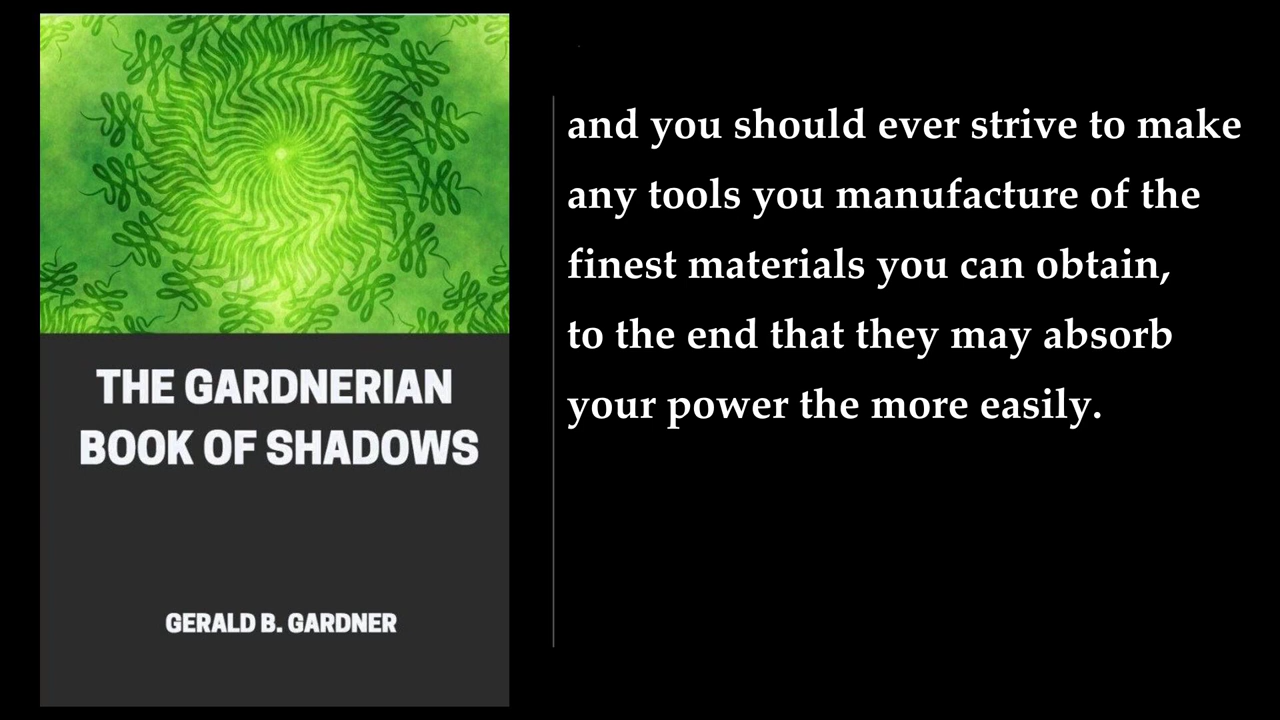 THE GARDNERIAN
BOOK OF SHADOWS
GERALD B. GARDNER
and you should ever strive to make
any tools you manufacture of the
finest materials you can obtain,
to the end that they may absorb
your power the more easily.